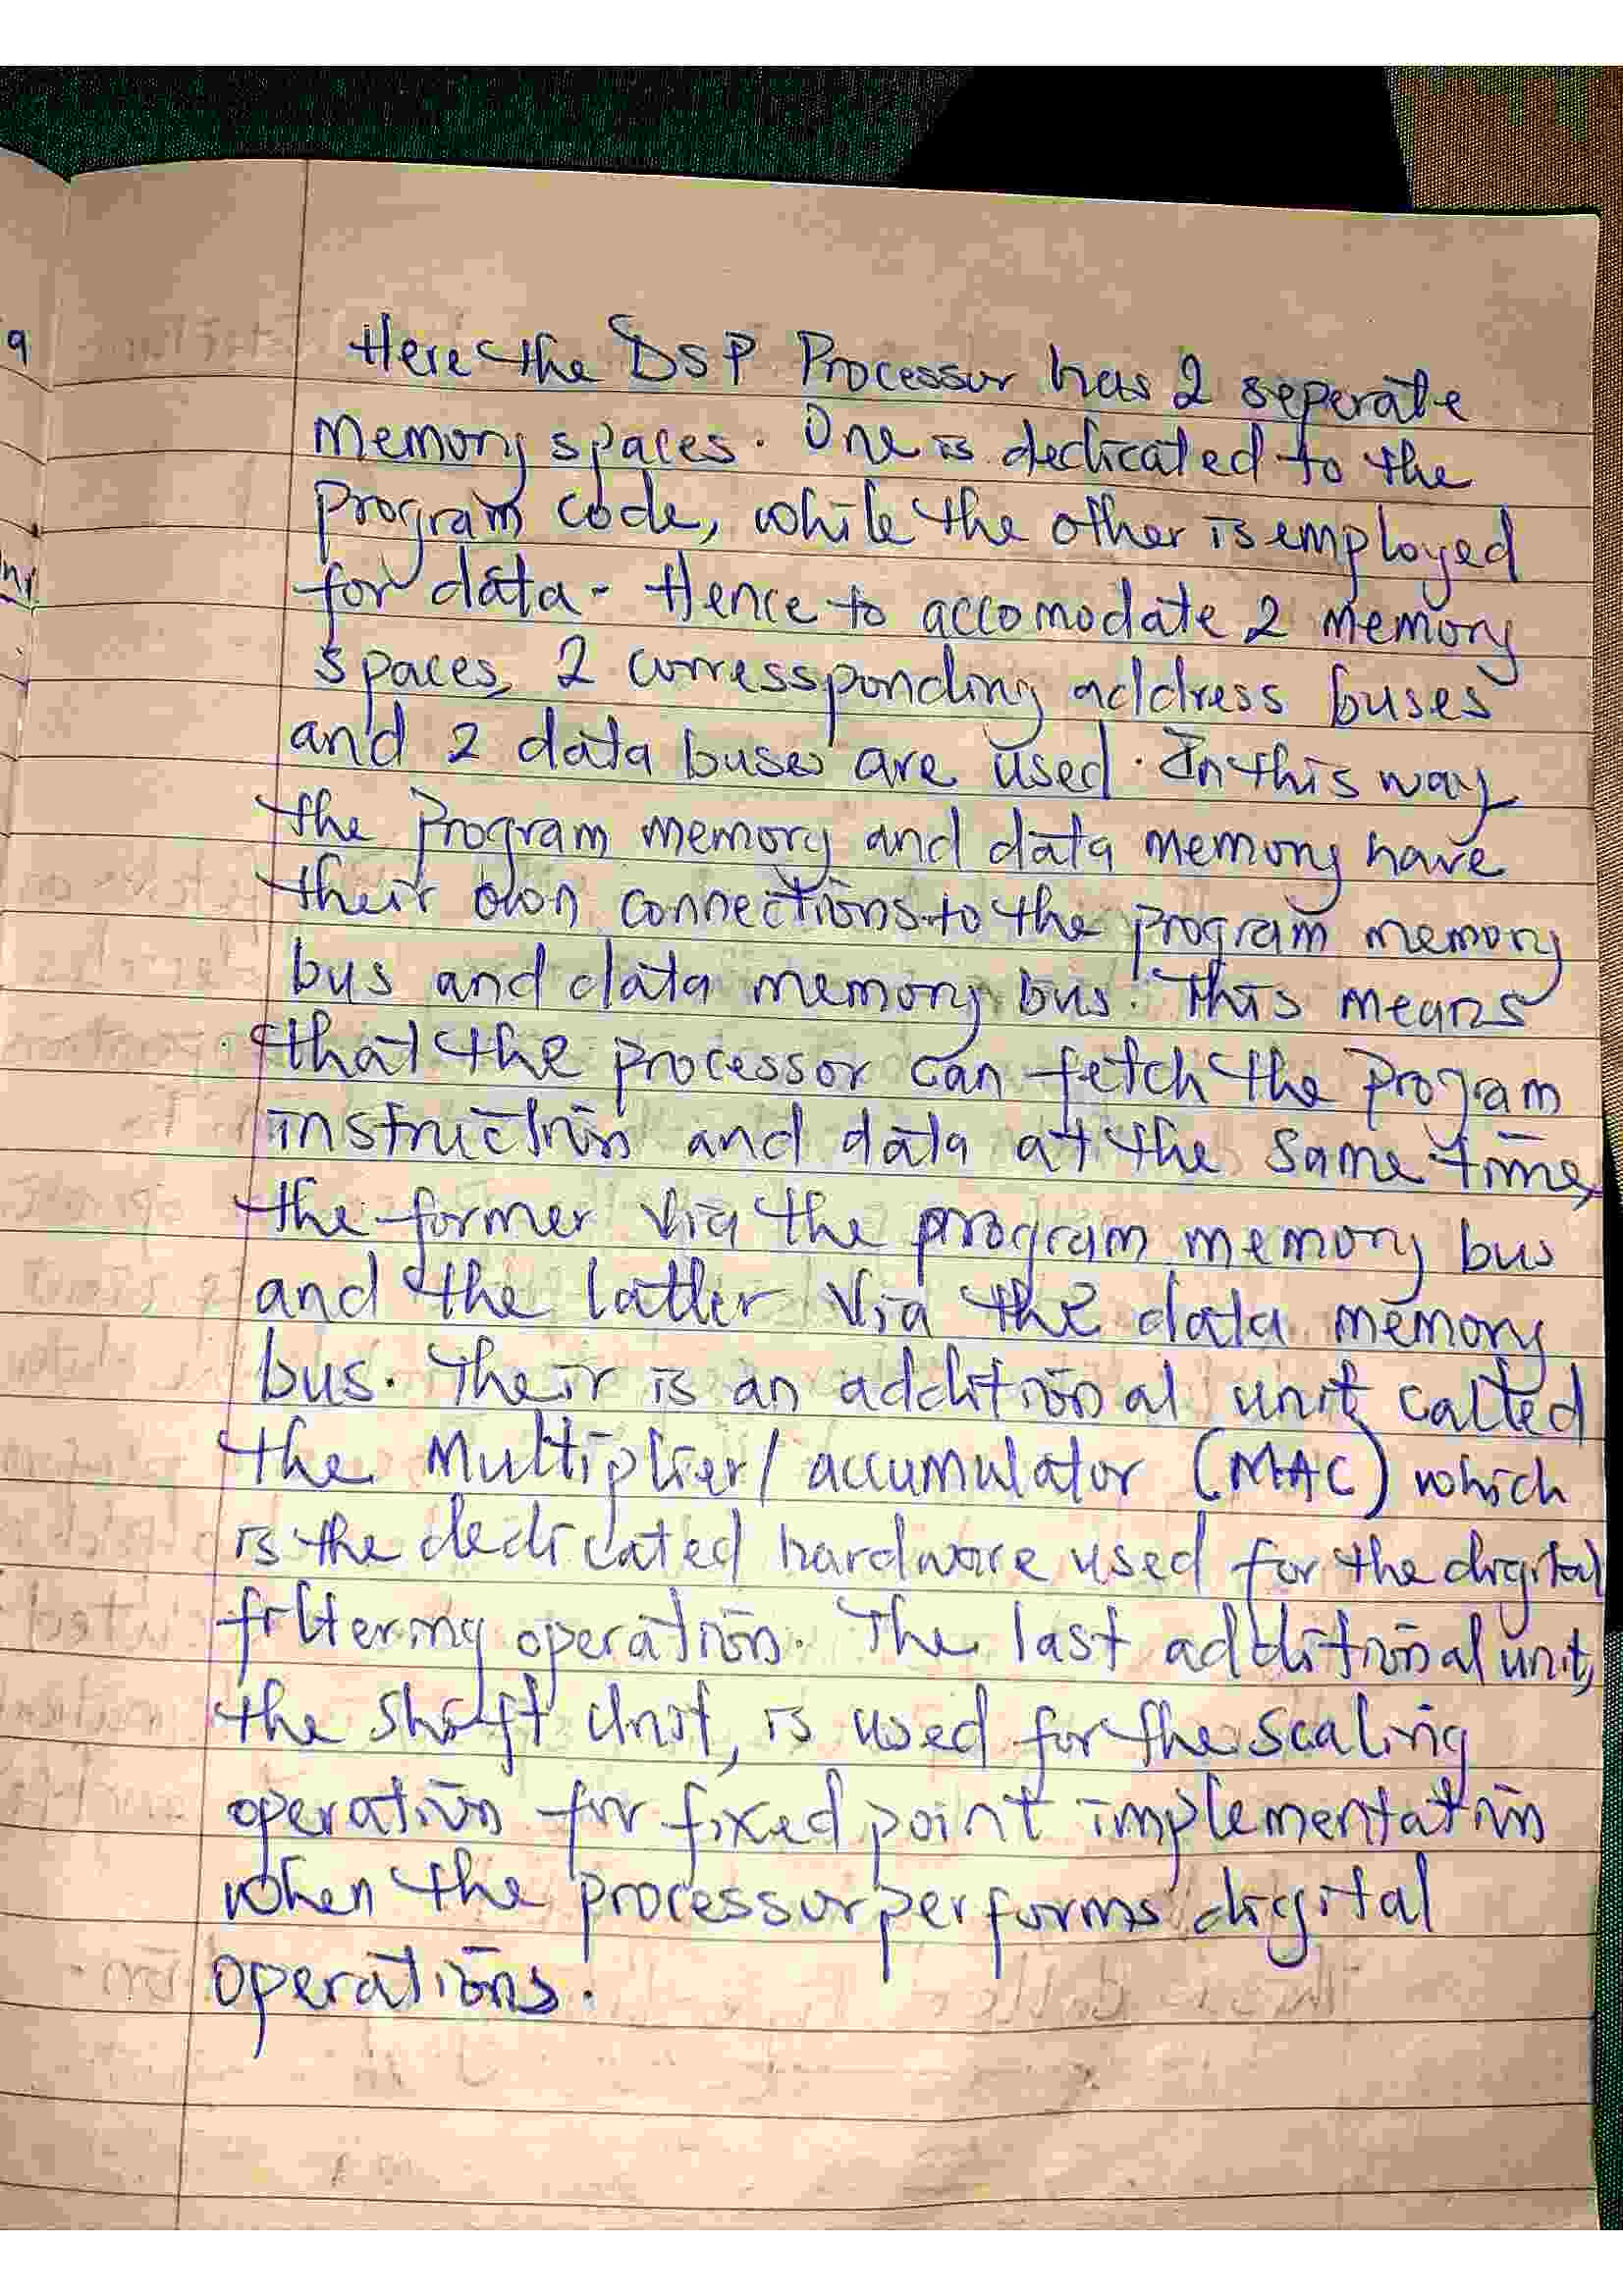 Here the DSP Processor has 2 seperate
memory spaces. One is dedicated to the
program code, while the other is employed
for data. Hence to accomodate 2 memory
spaces, 2 corressponding address buses
and 2 data buses are used. In this way
the program memory and data memory have
their own connections to the program memory
bus and data memory bus. This means
that the processor can fetch the progam
instruction and data at the same time,
the former via the program memory bus
and the latter via the data memory
bus. Their is an additional unit called
the Multiplier/accumulator (MAC) which
is the dedicated hardware used for the digital
filtering operation. The last additional unit,
the shift unit, is used for the scaling
operation for fixed point implementation
when the processor performs digital
operations.